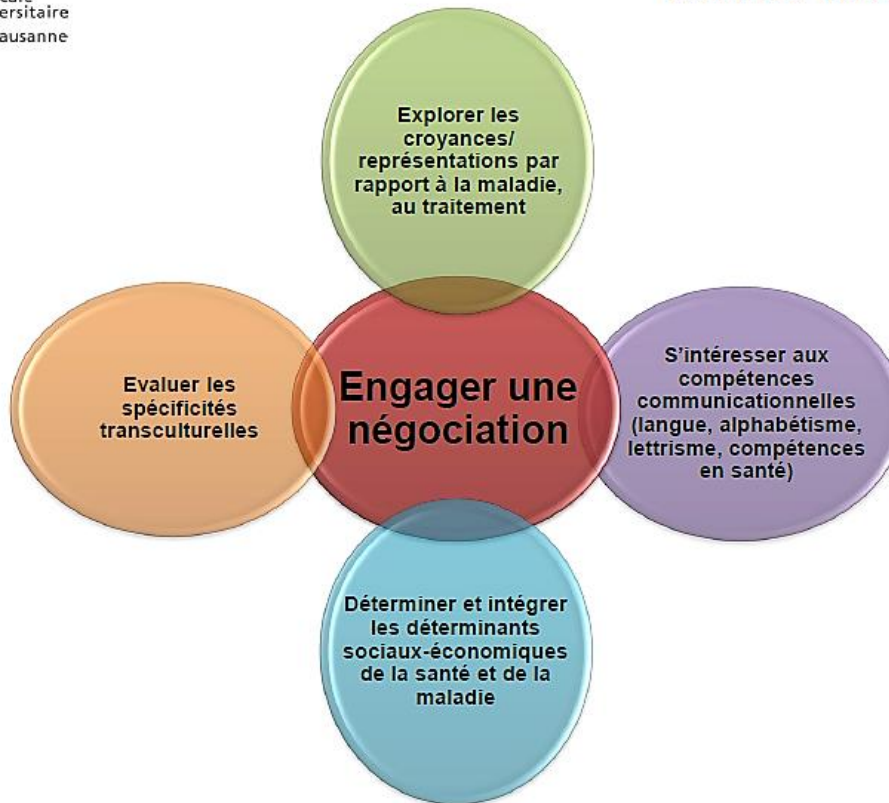 ersitaire
ausanne
Explorer les
croyances/
représentations par
rapport à la maladie,
au traitement
Evaluer les
spécificités
transculturelles
Engager une
négociation
S'intéresser aux
compétences
communicationnelles
(langue, alphabétisme,
lettrisme, compétences
en santé)
Déterminer et intégrer
les déterminants
sociaux-économiques
de la santé et de la
maladie